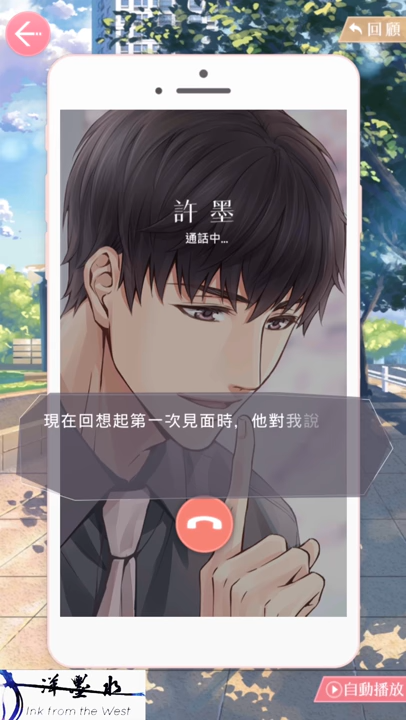 回顧
許墨
通話中...
現在回想起第一次見面時，他對我說
洋墨水
Ink from the West
自動播放